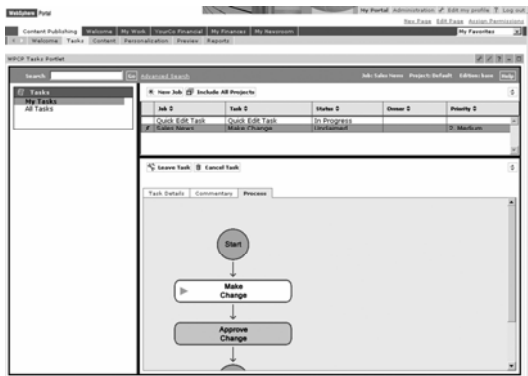 WebSphere Portal
My Portal Administration Edit my profile ? Log out
New Page Edit Page Assign Permissions
Content Publishing Welcome My Work YourCo Financial My Finances My Newsroom My Favorites
Welcome Tasks Content Personalization Preview Reports
WPCP Tasks Portlet
Search: Go Advanced Search Job: Sales News Project: Default Edition: base Help
Tasks
My Tasks
All Tasks
New Job Include All Projects
Job Task Status Owner Priority
Quick Edit Task Quick Edit Task In Progress
Sales News Make Change Unclaimed 2. Medium
Leave Task Cancel Task
Task Details Commentary Process
Start
Make
Change
Approve
Change